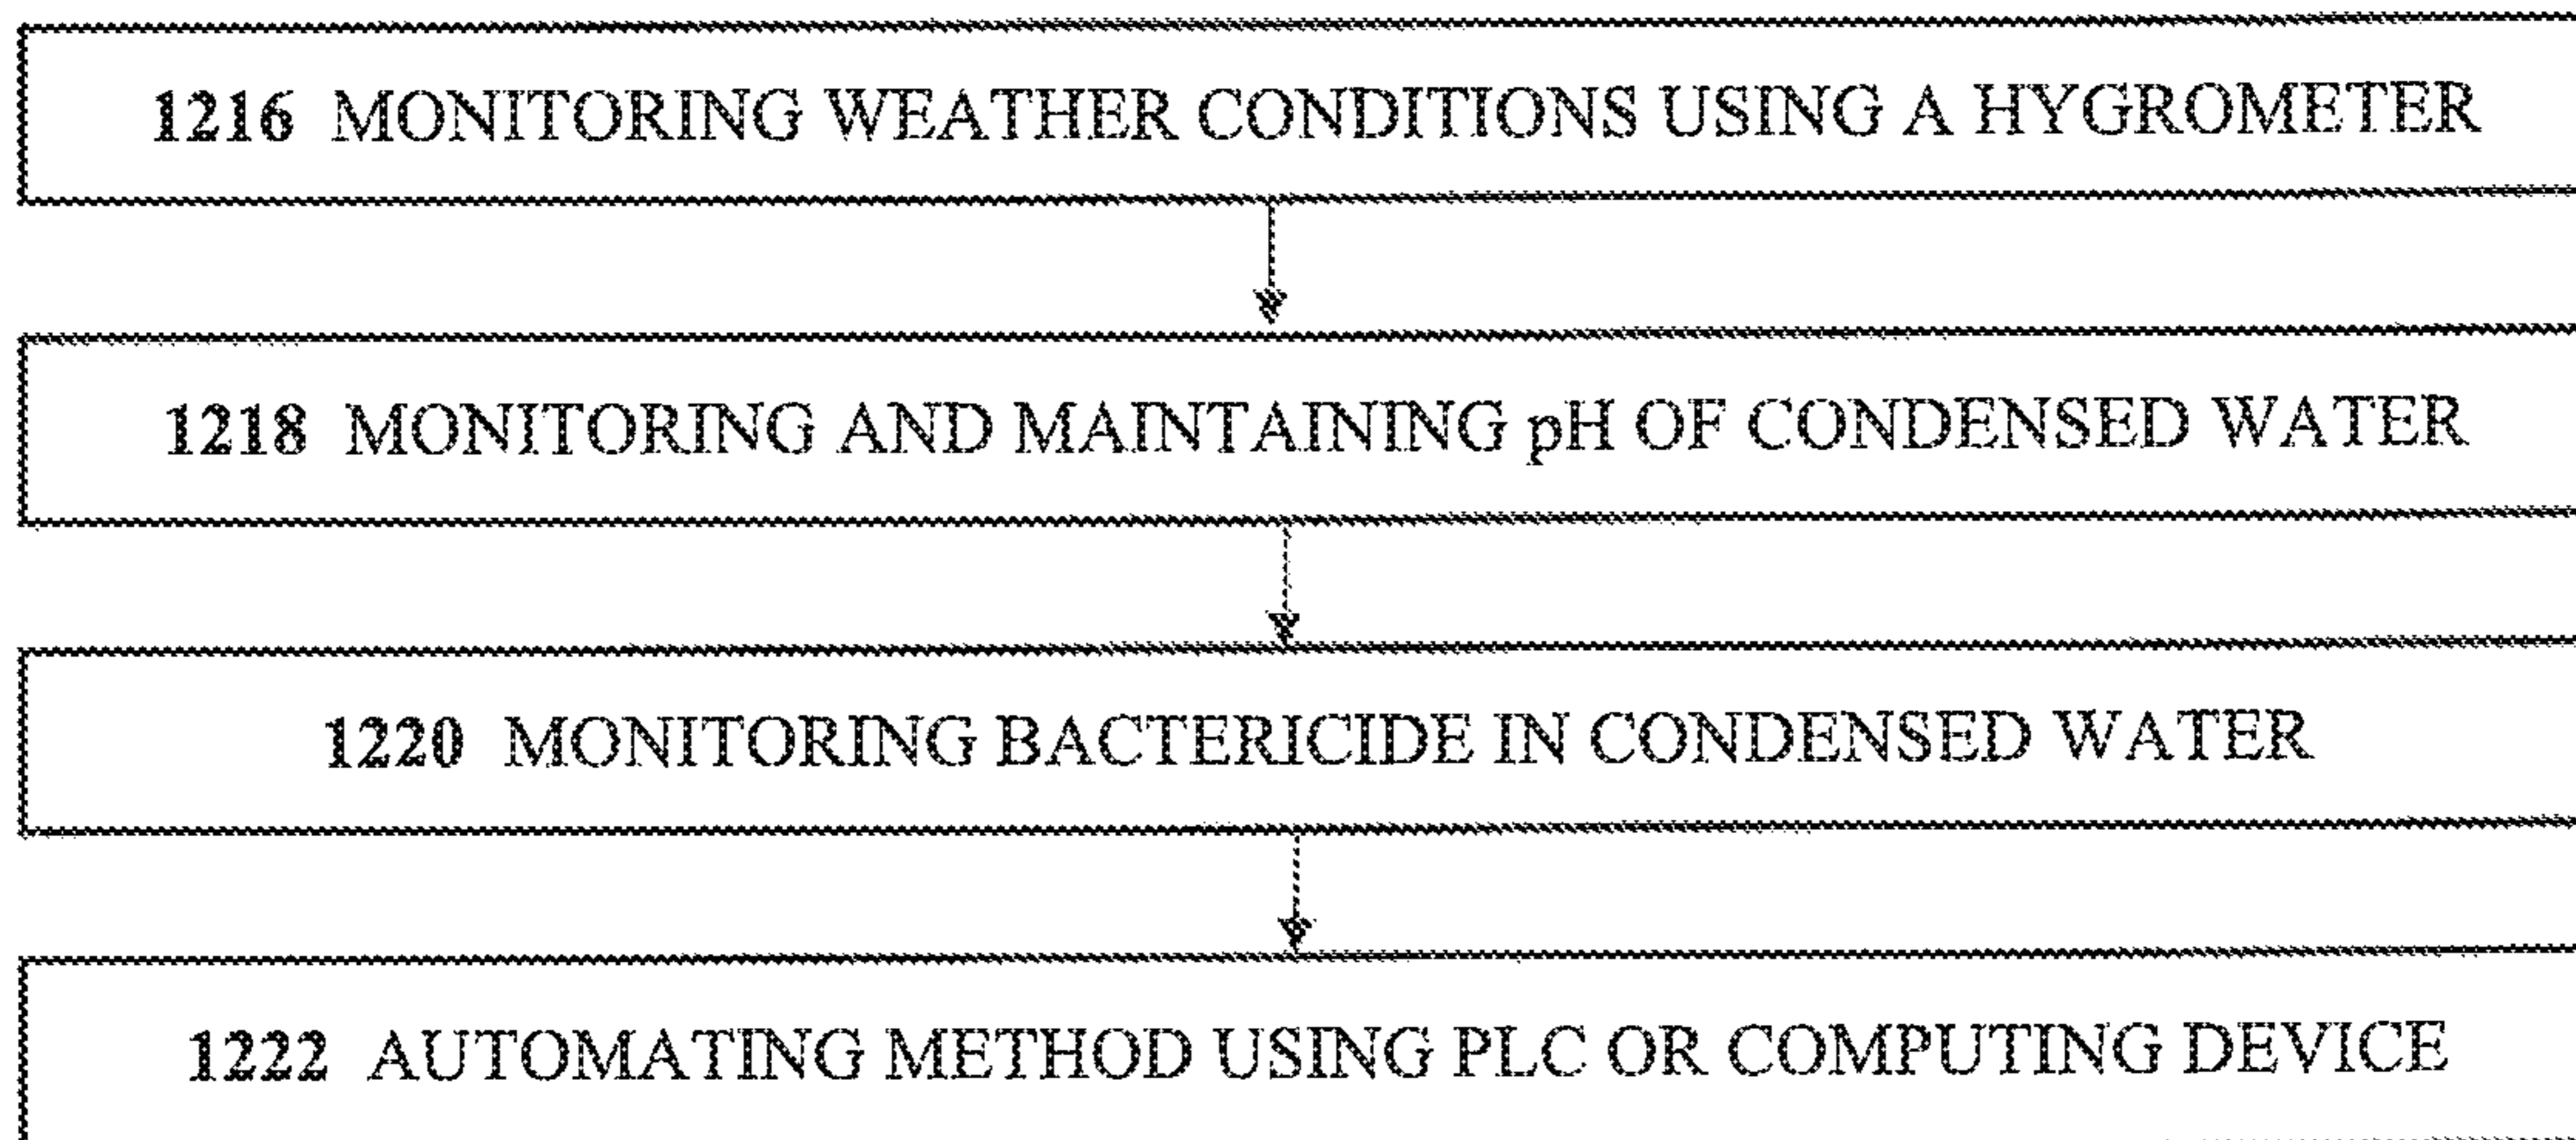 1216 MONITORING WEATHER CONDITIONS USING A HYGROMETER
1218 MONITORING AND MAINTAINING pH OF CONDENSED WATER
1220 MONITORING BACTERICIDE IN CONDENSED WATER
1222 AUTOMATING METHOD USING PLC OR COMPUTING DEVICE